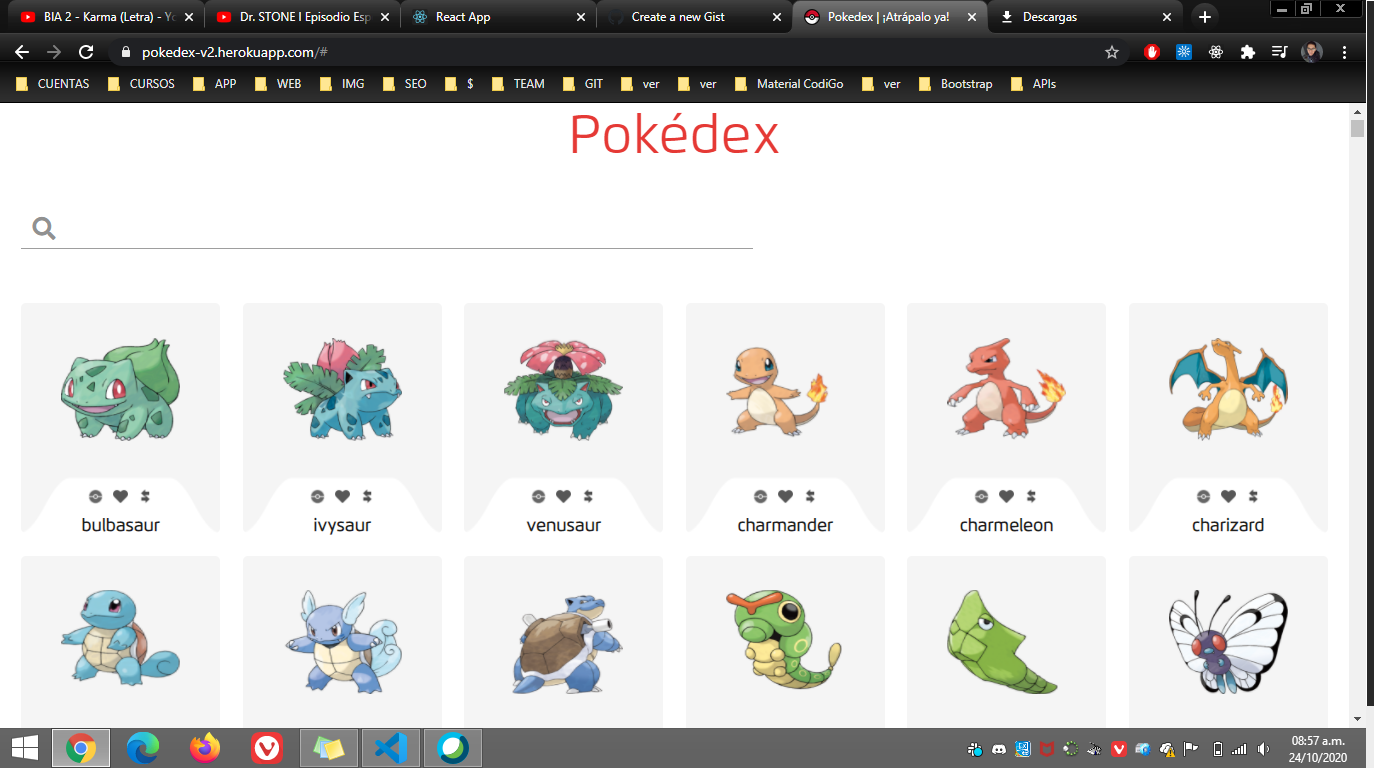 BIA 2 - Karma (Letra) - Yo
Dr. STONE I Episodio Esp
React App
Create a new Gist
Pokedex | ¡Atrápalo ya!
Descargas
pokedex-v2.herokuapp.com/#
CUENTAS CURSOS APP WEB IMG SEO $ TEAM GIT ver ver Material CodiGo ver Bootstrap APIs
Pokédex
bulbasaur ivysaur venusaur charmander charmeleon charizard
08:57 a.m.
24/10/2020